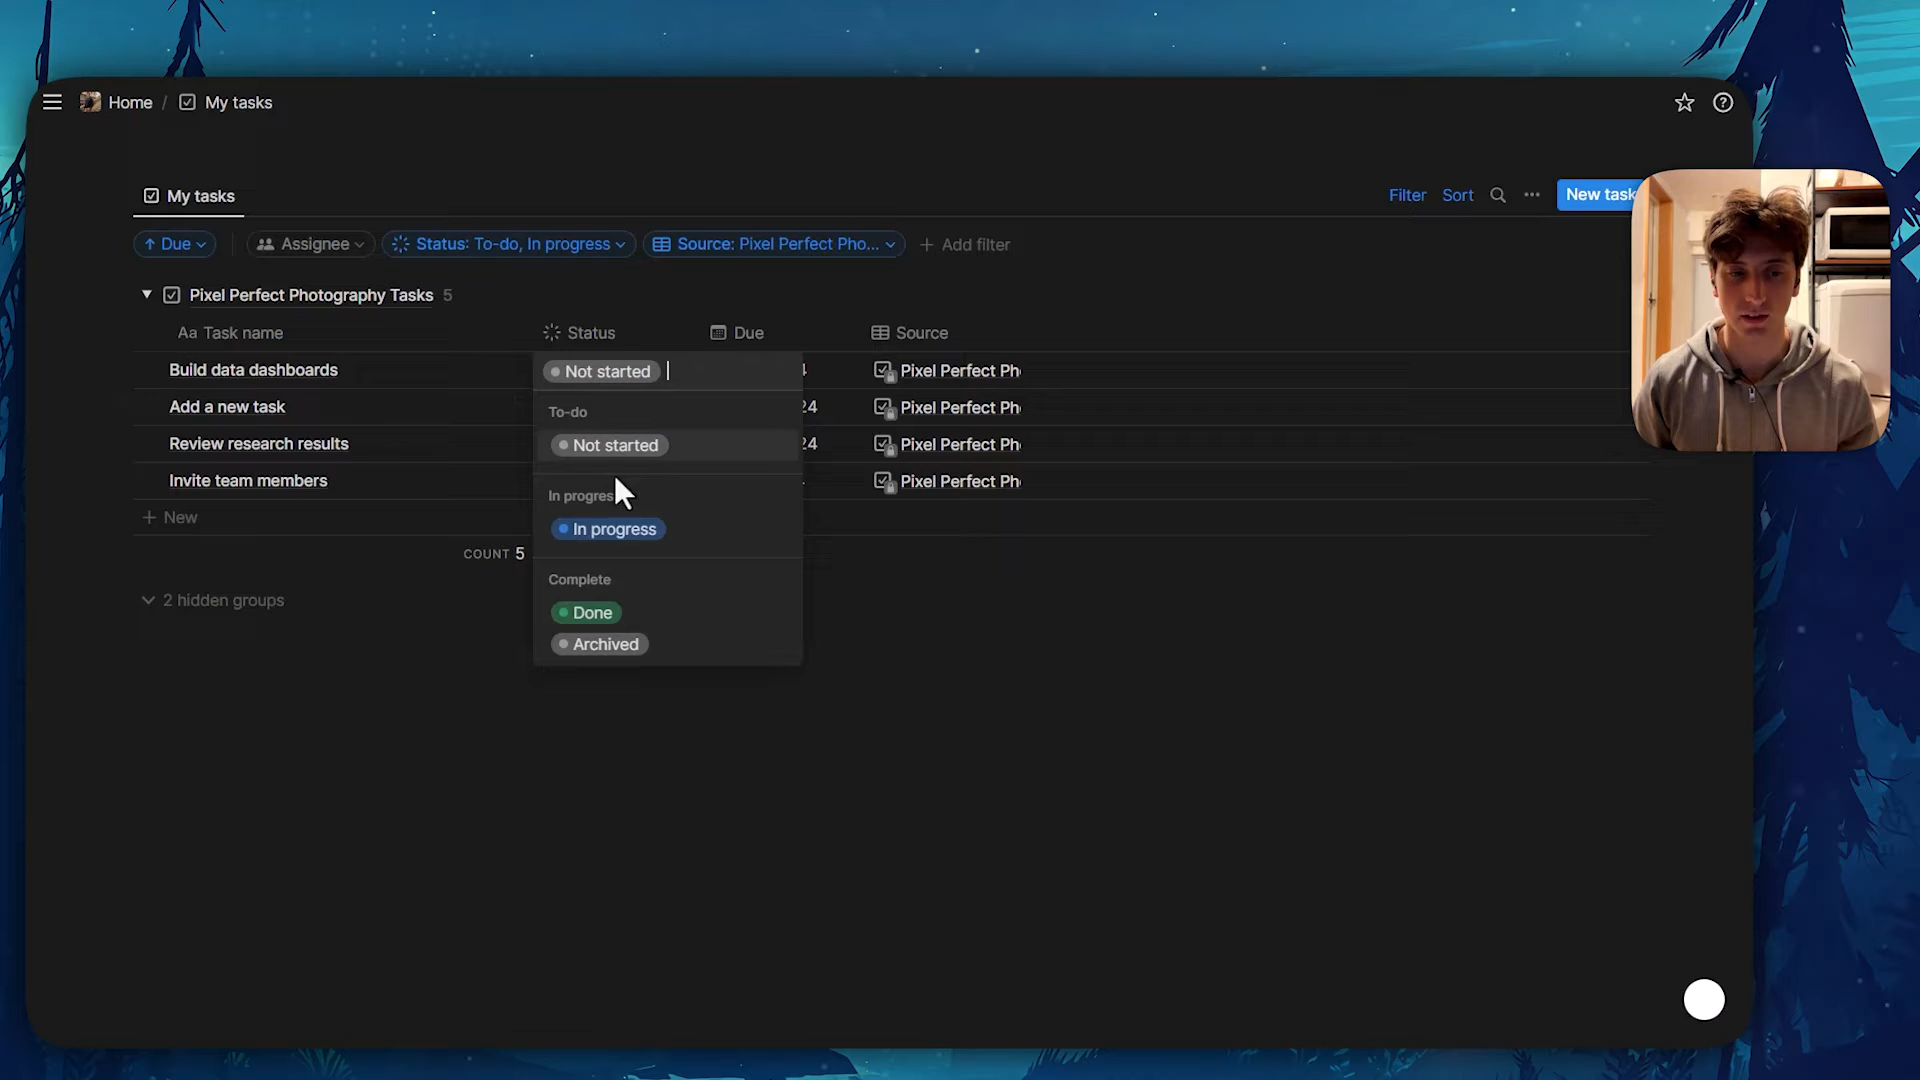 Home / My tasks
My tasks
Filter Sort New task
Due Assignee Status: To-do, In progress Source: Pixel Perfect Pho... Add filter
Pixel Perfect Photography Tasks 5
Aa Task name Status Due Source
Build data dashboards Not started Pixel Perfect Ph
Add a new task To-do 24 Pixel Perfect Ph
Review research results Not started 24 Pixel Perfect Ph
Invite team members Pixel Perfect Ph
In progres
New
In progress
COUNT 5
Complete
2 hidden groups
Done
Archived